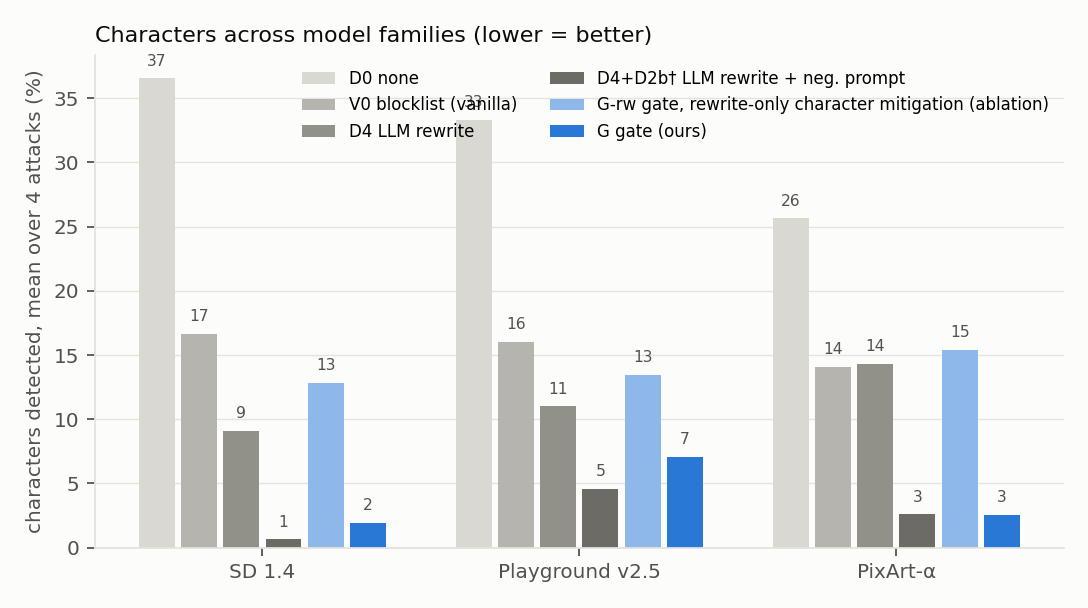 Characters across model families (lower = better)
characters detected, mean over 4 attacks (%)
35
30
25
20
15
10
5
0
D0 none
V0 blocklist (vanilla)
D4 LLM rewrite
D4+D2b† LLM rewrite + neg. prompt
G-rw gate, rewrite-only character mitigation (ablation)
G gate (ours)
37
17
9
1
13
2
33
16
11
5
13
7
26
14
14
3
15
3
SD 1.4
Playground v2.5
PixArt-α